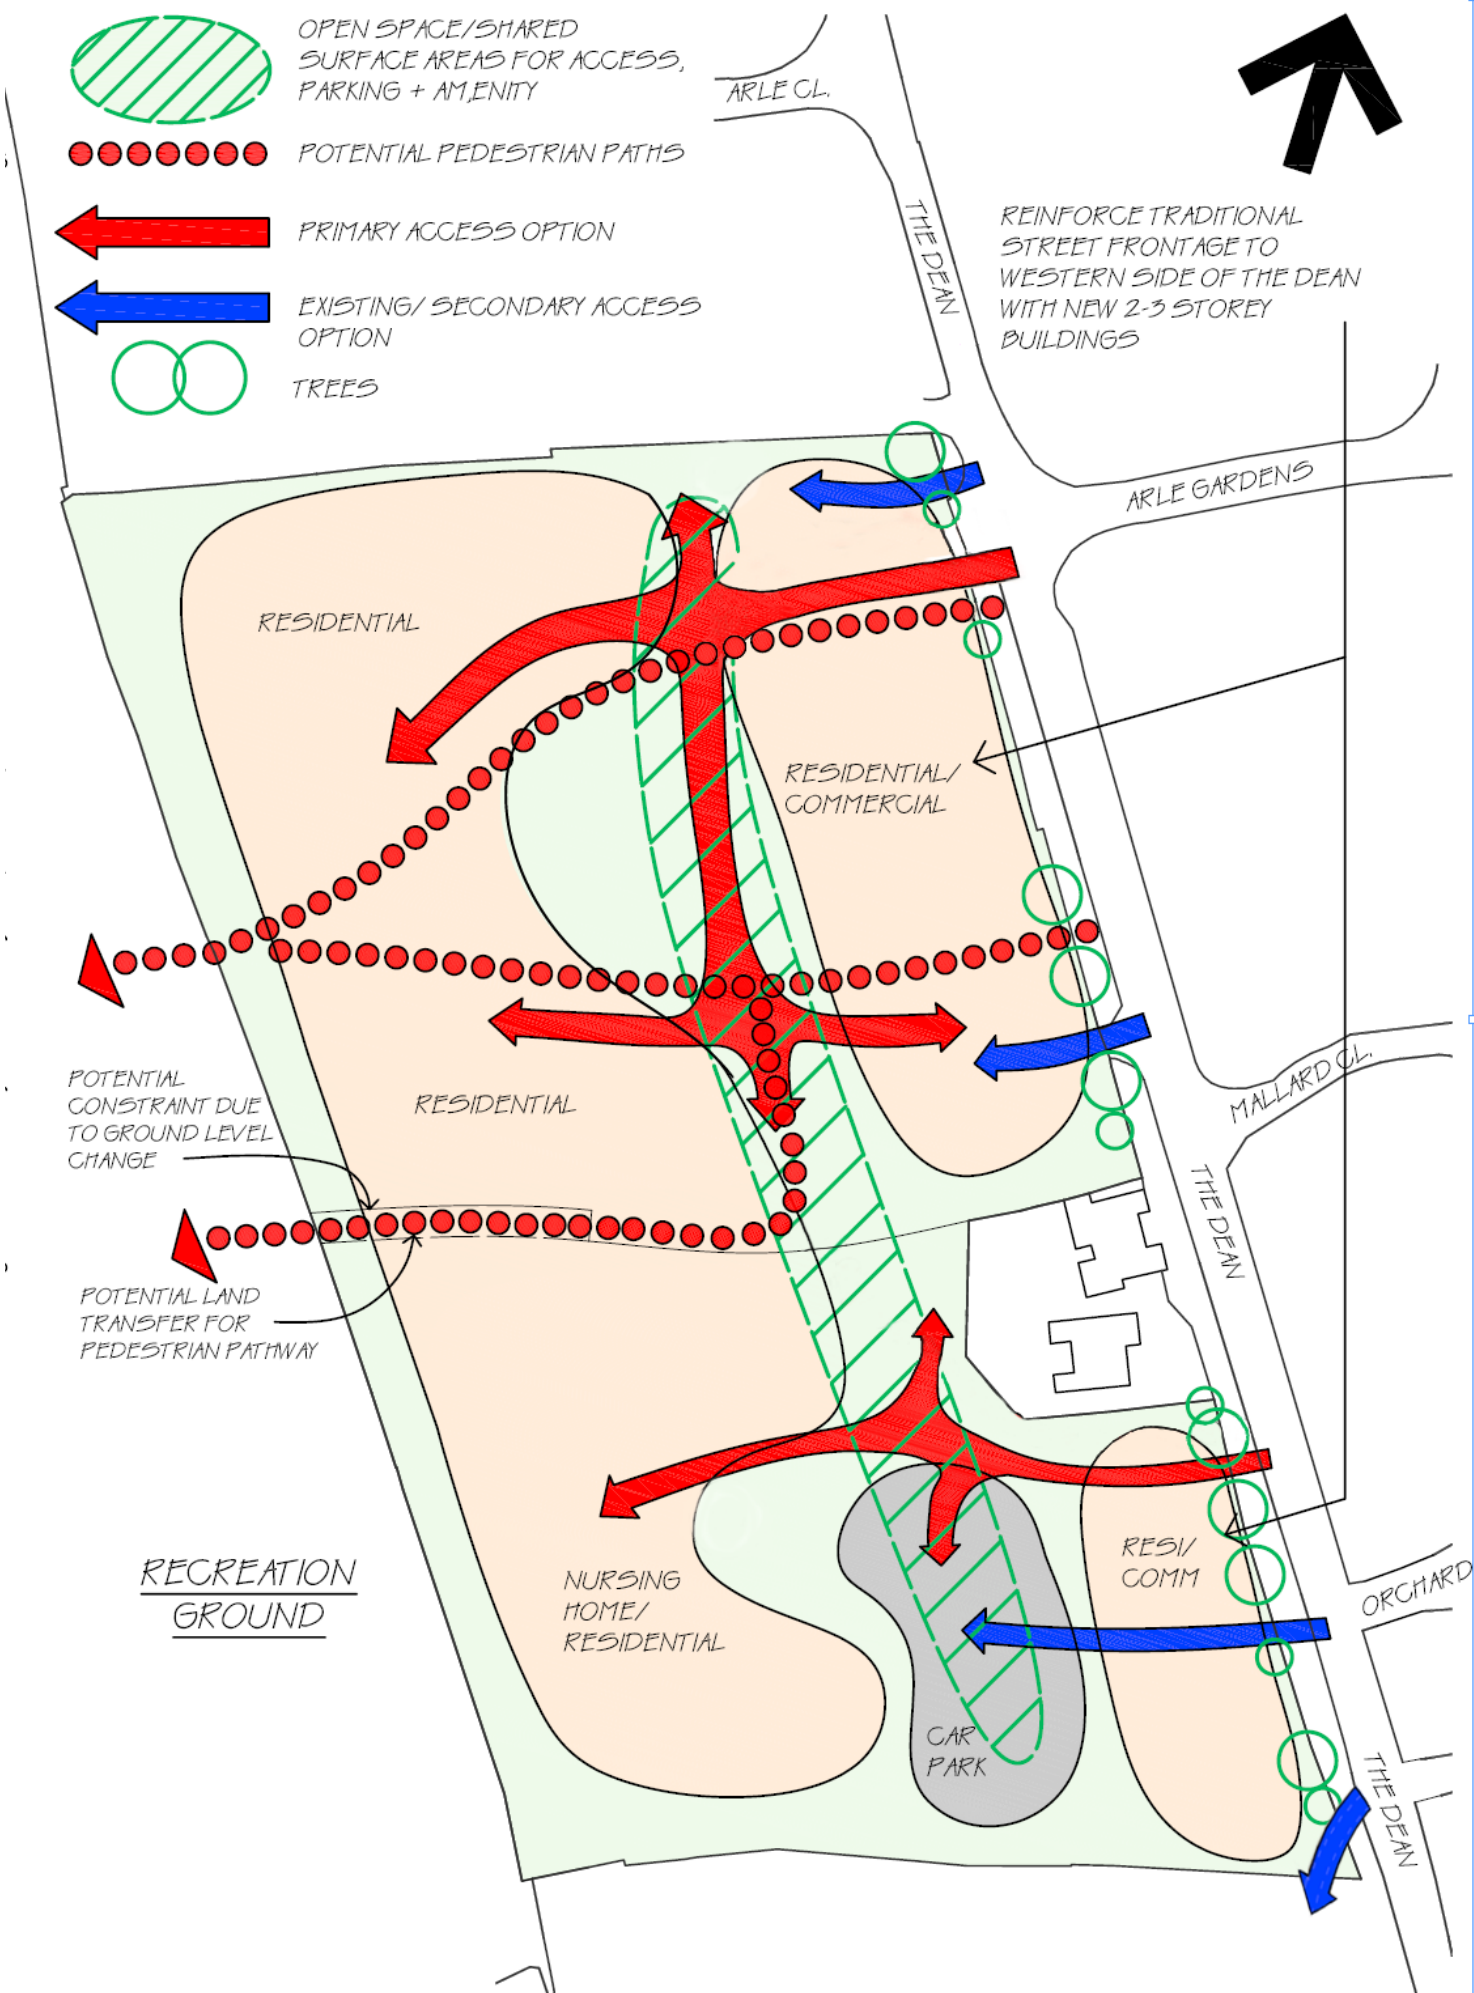 OPEN SPACE/SHARED
SURFACE AREAS FOR ACCESS,
PARKING + AM,ENITY
POTENTIAL PEDESTRIAN PATHS
PRIMARY ACCESS OPTION
EXISTING/ SECONDARY ACCESS
OPTION
TREES
ARLE CL.
THE DEAN
REINFORCE TRADITIONAL
STREET FRONTAGE TO
WESTERN SIDE OF THE DEAN
WITH NEW 2-3 STOREY
BUILDINGS
ARLE GARDENS
RESIDENTIAL
RESIDENTIAL/
COMMERCIAL
POTENTIAL
CONSTRAINT DUE
TO GROUND LEVEL
CHANGE
RESIDENTIAL
MALLARD CL.
THE DEAN
POTENTIAL LAND
TRANSFER FOR
PEDESTRIAN PATHWAY
RECREATION
GROUND
NURSING
HOME/
RESIDENTIAL
RESI/
COMM
ORCHARD
CAR
PARK
THE DEAN